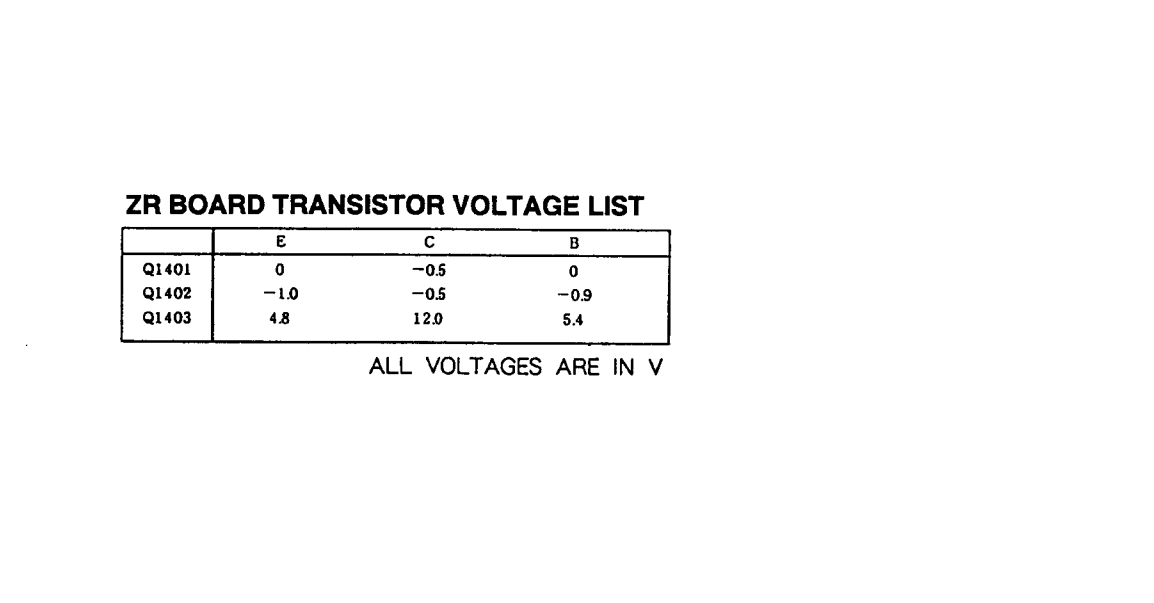 ZR BOARD TRANSISTOR VOLTAGE LIST
E C B
Q1401 0 −0.5 0
Q1402 −1.0 −0.5 −0.9
Q1403 4.8 12.0 5.4
ALL VOLTAGES ARE IN V